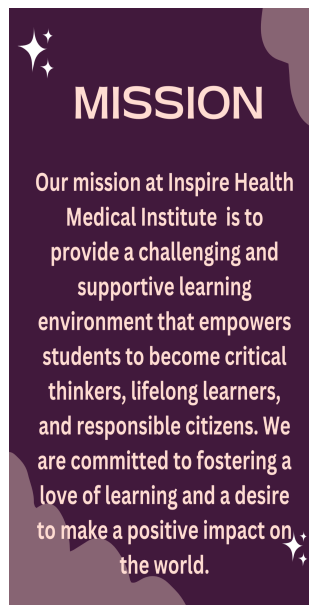 MISSION
Our mission at Inspire Health
Medical Institute is to
provide a challenging and
supportive learning
environment that empowers
students to become critical
thinkers, lifelong learners,
and responsible citizens. We
are committed to fostering a
love of learning and a desire
to make a positive impact on
the world.